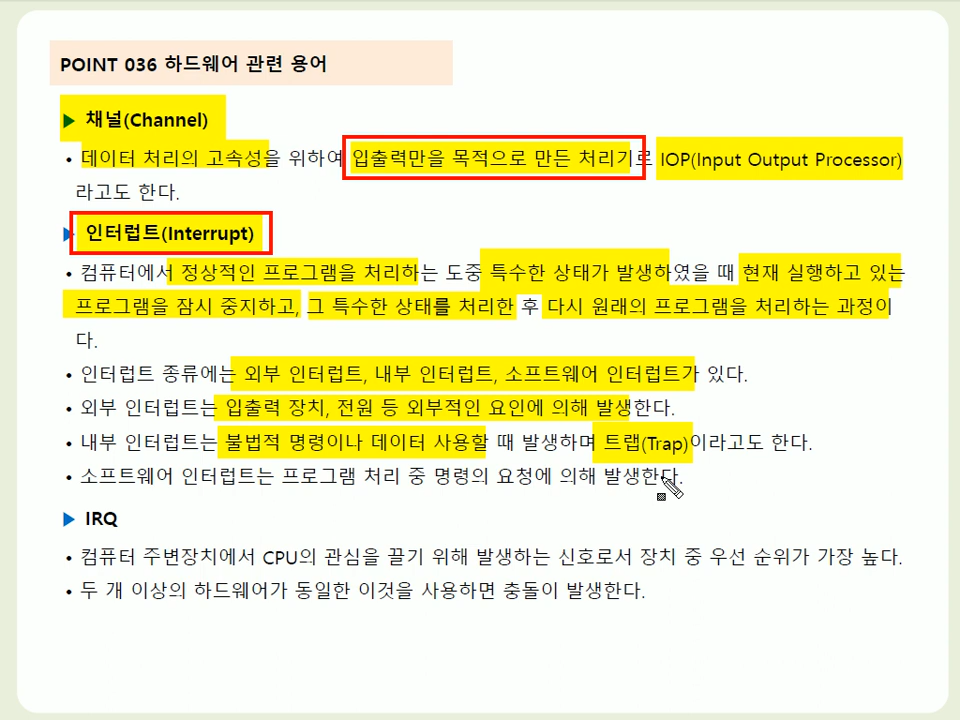 POINT 036 하드웨어 관련 용어
▶ 채널(Channel)
• 데이터 처리의 고속성을 위하여 입출력만을 목적으로 만든 처리기로 IOP(Input Output Processor)
라고도 한다.
▶ 인터럽트(Interrupt)
• 컴퓨터에서 정상적인 프로그램을 처리하는 도중 특수한 상태가 발생하였을 때 현재 실행하고 있는
프로그램을 잠시 중지하고, 그 특수한 상태를 처리한 후 다시 원래의 프로그램을 처리하는 과정이
다.
• 인터럽트 종류에는 외부 인터럽트, 내부 인터럽트, 소프트웨어 인터럽트가 있다.
• 외부 인터럽트는 입출력 장치, 전원 등 외부적인 요인에 의해 발생한다.
• 내부 인터럽트는 불법적 명령이나 데이터 사용할 때 발생하며 트랩(Trap)이라고도 한다.
• 소프트웨어 인터럽트는 프로그램 처리 중 명령의 요청에 의해 발생한다.
▶ IRQ
• 컴퓨터 주변장치에서 CPU의 관심을 끌기 위해 발생하는 신호로서 장치 중 우선 순위가 가장 높다.
• 두 개 이상의 하드웨어가 동일한 이것을 사용하면 충돌이 발생한다.